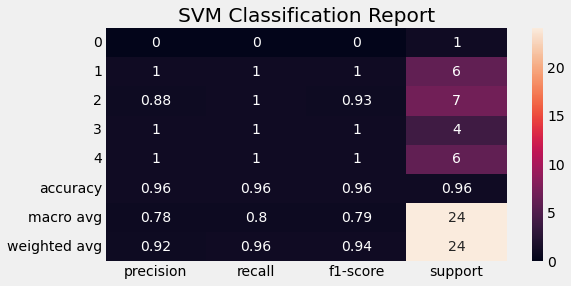 SVM Classification Report
0 0 0 0 1
1 1 1 1 6
2 0.88 1 0.93 7
3 1 1 1 4
4 1 1 1 6
accuracy 0.96 0.96 0.96 0.96
macro avg 0.78 0.8 0.79 24
weighted avg 0.92 0.96 0.94 24
precision recall f1-score support
20
15
10
5
0